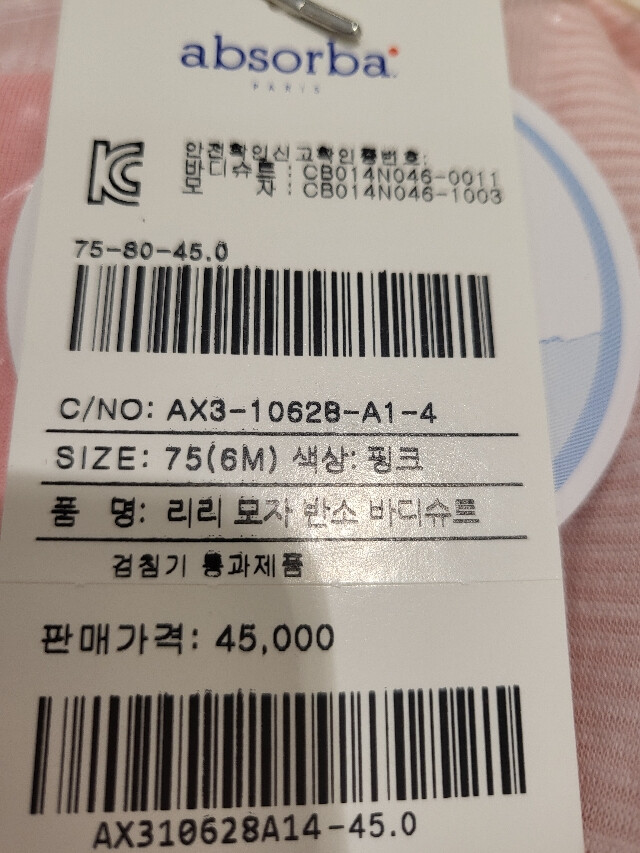 absorba
PARIS
안전확인신고확인증번호:
바디슈트 : CB014N046-0011
모 자 : CB014N046-1003
75-80-45.0
C/NO: AX3-10628-A1-4
SIZE: 75(6M) 색상: 핑크
품 명: 리리 모자 반소 바디슈트
검침기 통과제품
판매가격: 45,000
AX310628A14-45.0